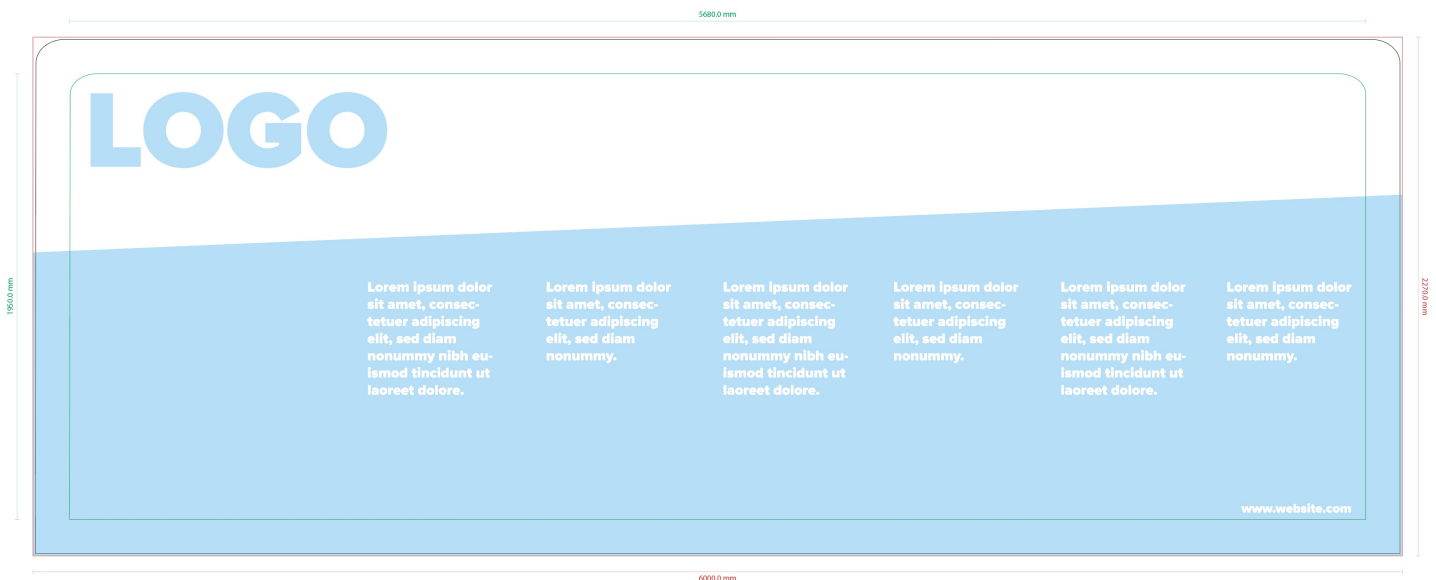 5680.0 mm
LOGO
1950.0 mm
2270.0 mm
Lorem ipsum dolor
sit amet, consec-
tetuer adipiscing
elit, sed diam
nonummy nibh eu-
ismod tincidunt ut
laoreet dolore.
Lorem ipsum dolor
sit amet, consec-
tetuer adipiscing
elit, sed diam
nonummy.
Lorem ipsum dolor
sit amet, consec-
tetuer adipiscing
elit, sed diam
nonummy nibh eu-
ismod tincidunt ut
laoreet dolore.
Lorem ipsum dolor
sit amet, consec-
tetuer adipiscing
elit, sed diam
nonummy.
Lorem ipsum dolor
sit amet, consec-
tetuer adipiscing
elit, sed diam
nonummy nibh eu-
ismod tincidunt ut
laoreet dolore.
Lorem ipsum dolor
sit amet, consec-
tetuer adipiscing
elit, sed diam
nonummy.
www.website.com
6000.0 mm